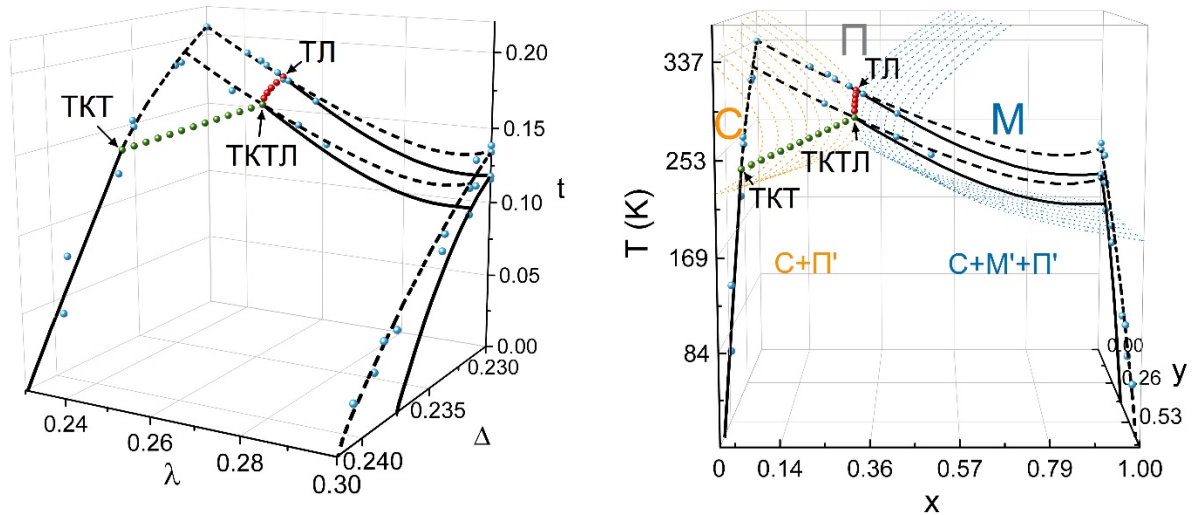 0.20
ТЛ
ТКТ
0.15
ТКТЛ
0.10
t
0.05
0.00
0.230
0.235
Δ
0.240
0.24
0.26
0.28
0.30
λ
П
337
ТЛ
С
М
253
ТКТЛ
ТКТ
T (K)
169
С+П'
С+М'+П'
84
0.00
0.26
y
0.53
0
0.14
0.36
0.57
0.79
1.00
x